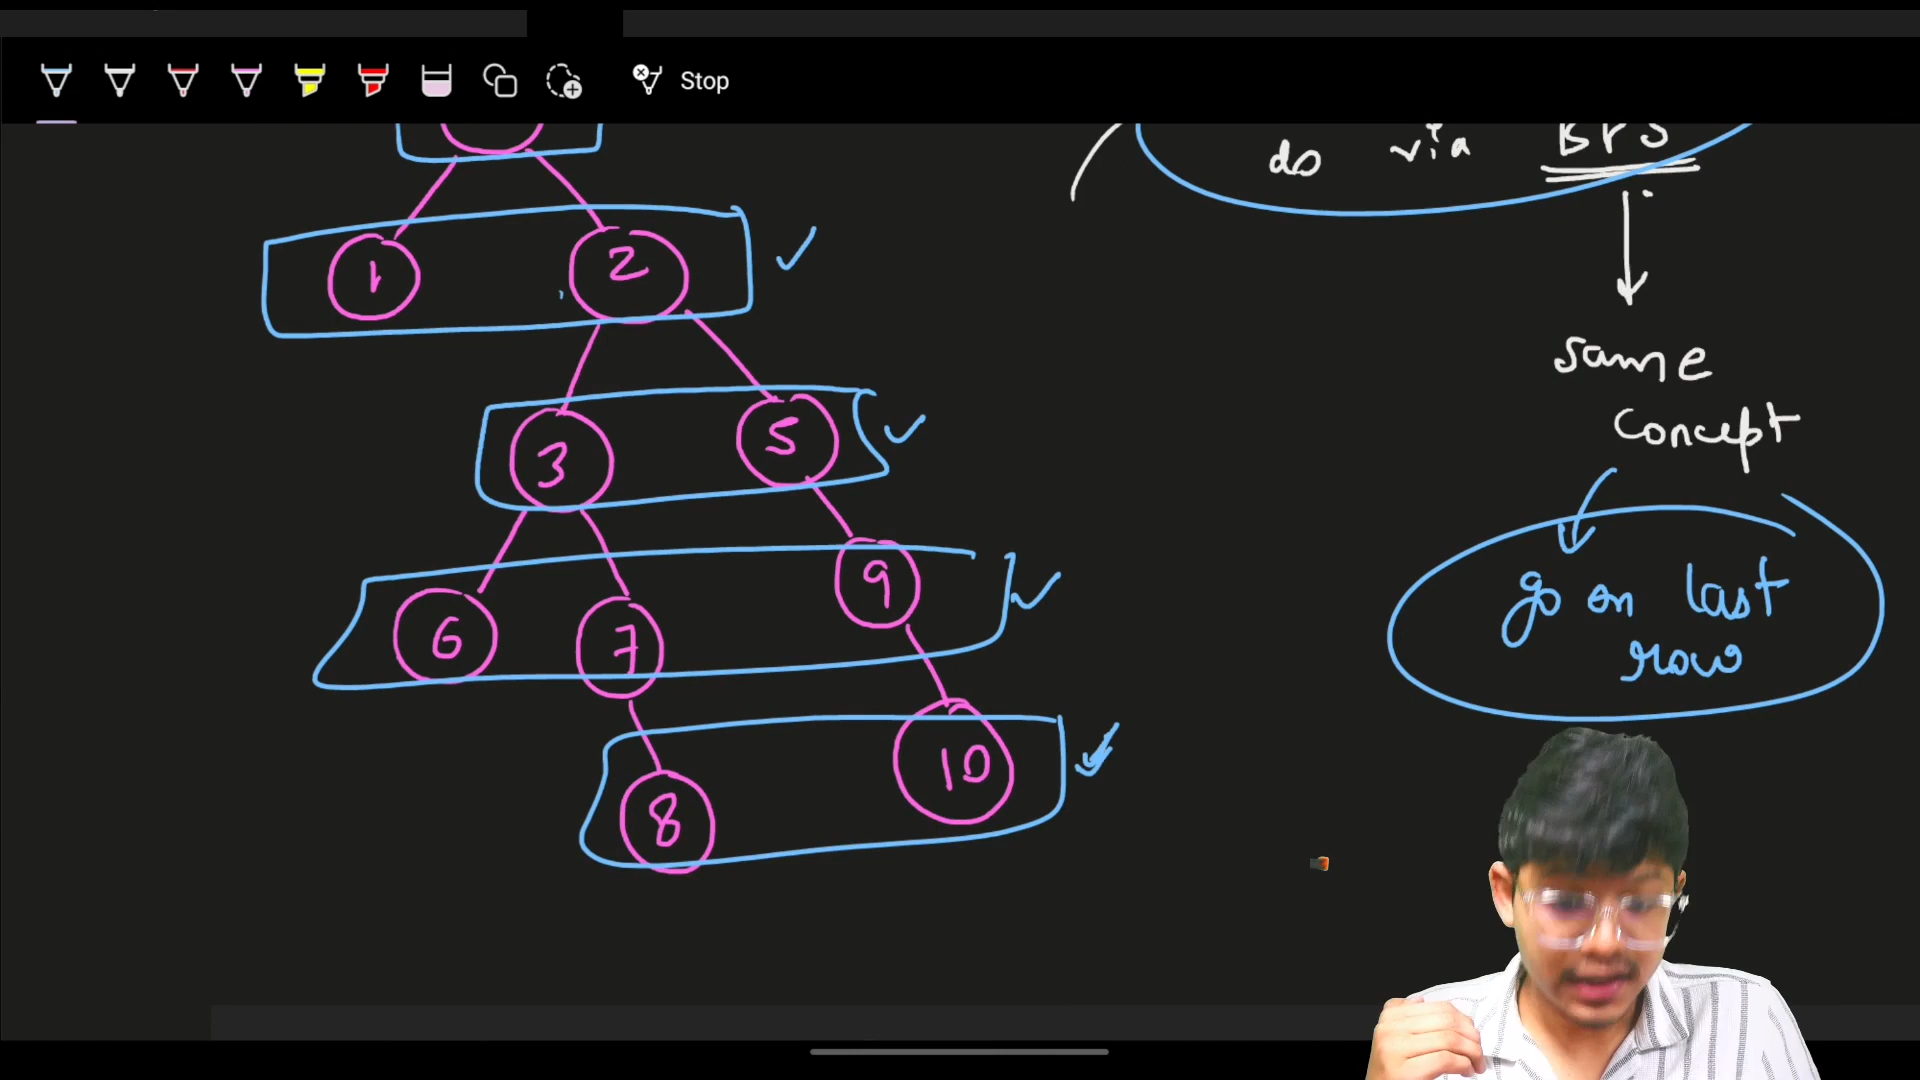 Stop
do via BFS
1 2
same
concept
3 5
9
go on last
row
6 7
10
8